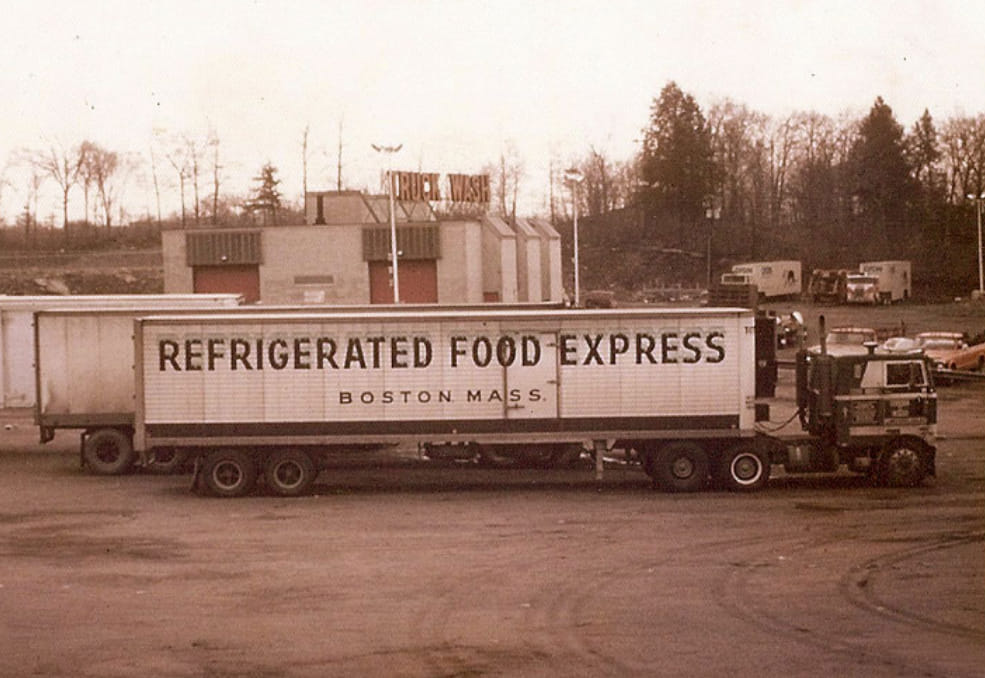 TRUCK WASH
REFRIGERATED FOOD EXPRESS
BOSTON MASS.